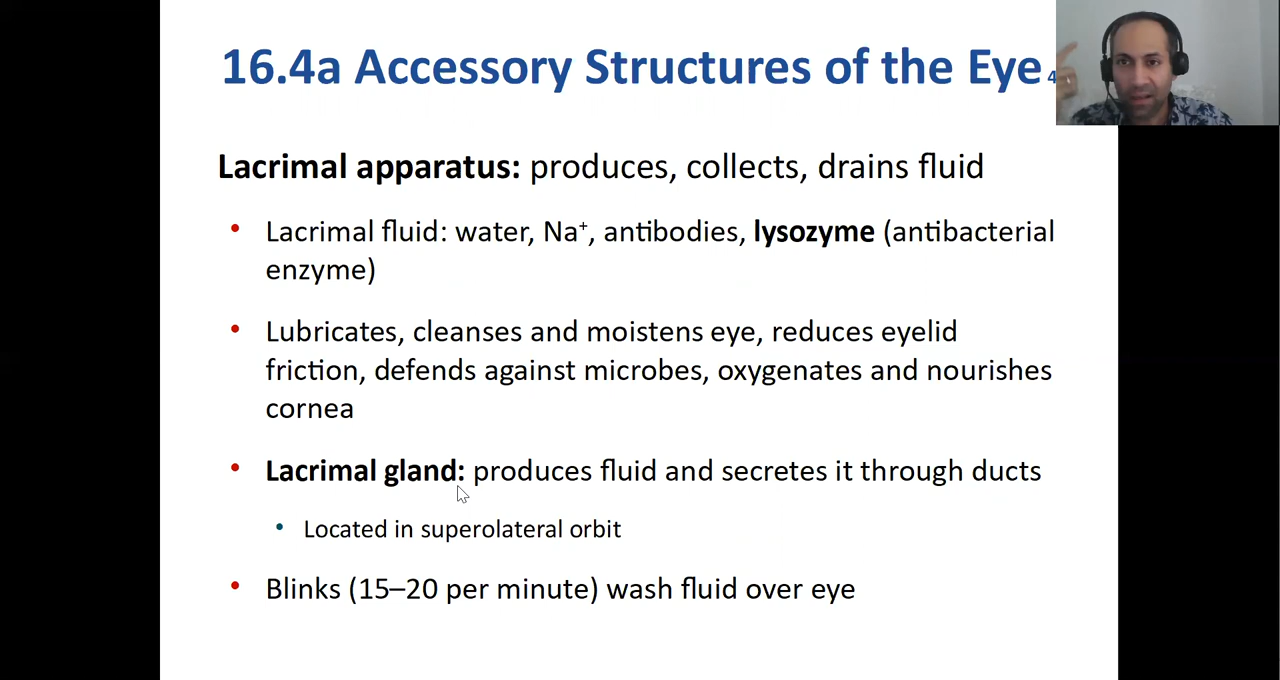 16.4a Accessory Structures of the Eye 4
Lacrimal apparatus: produces, collects, drains fluid
• Lacrimal fluid: water, Na⁺, antibodies, lysozyme (antibacterial
enzyme)
• Lubricates, cleanses and moistens eye, reduces eyelid
friction, defends against microbes, oxygenates and nourishes
cornea
• Lacrimal gland: produces fluid and secretes it through ducts
• Located in superolateral orbit
• Blinks (15–20 per minute) wash fluid over eye